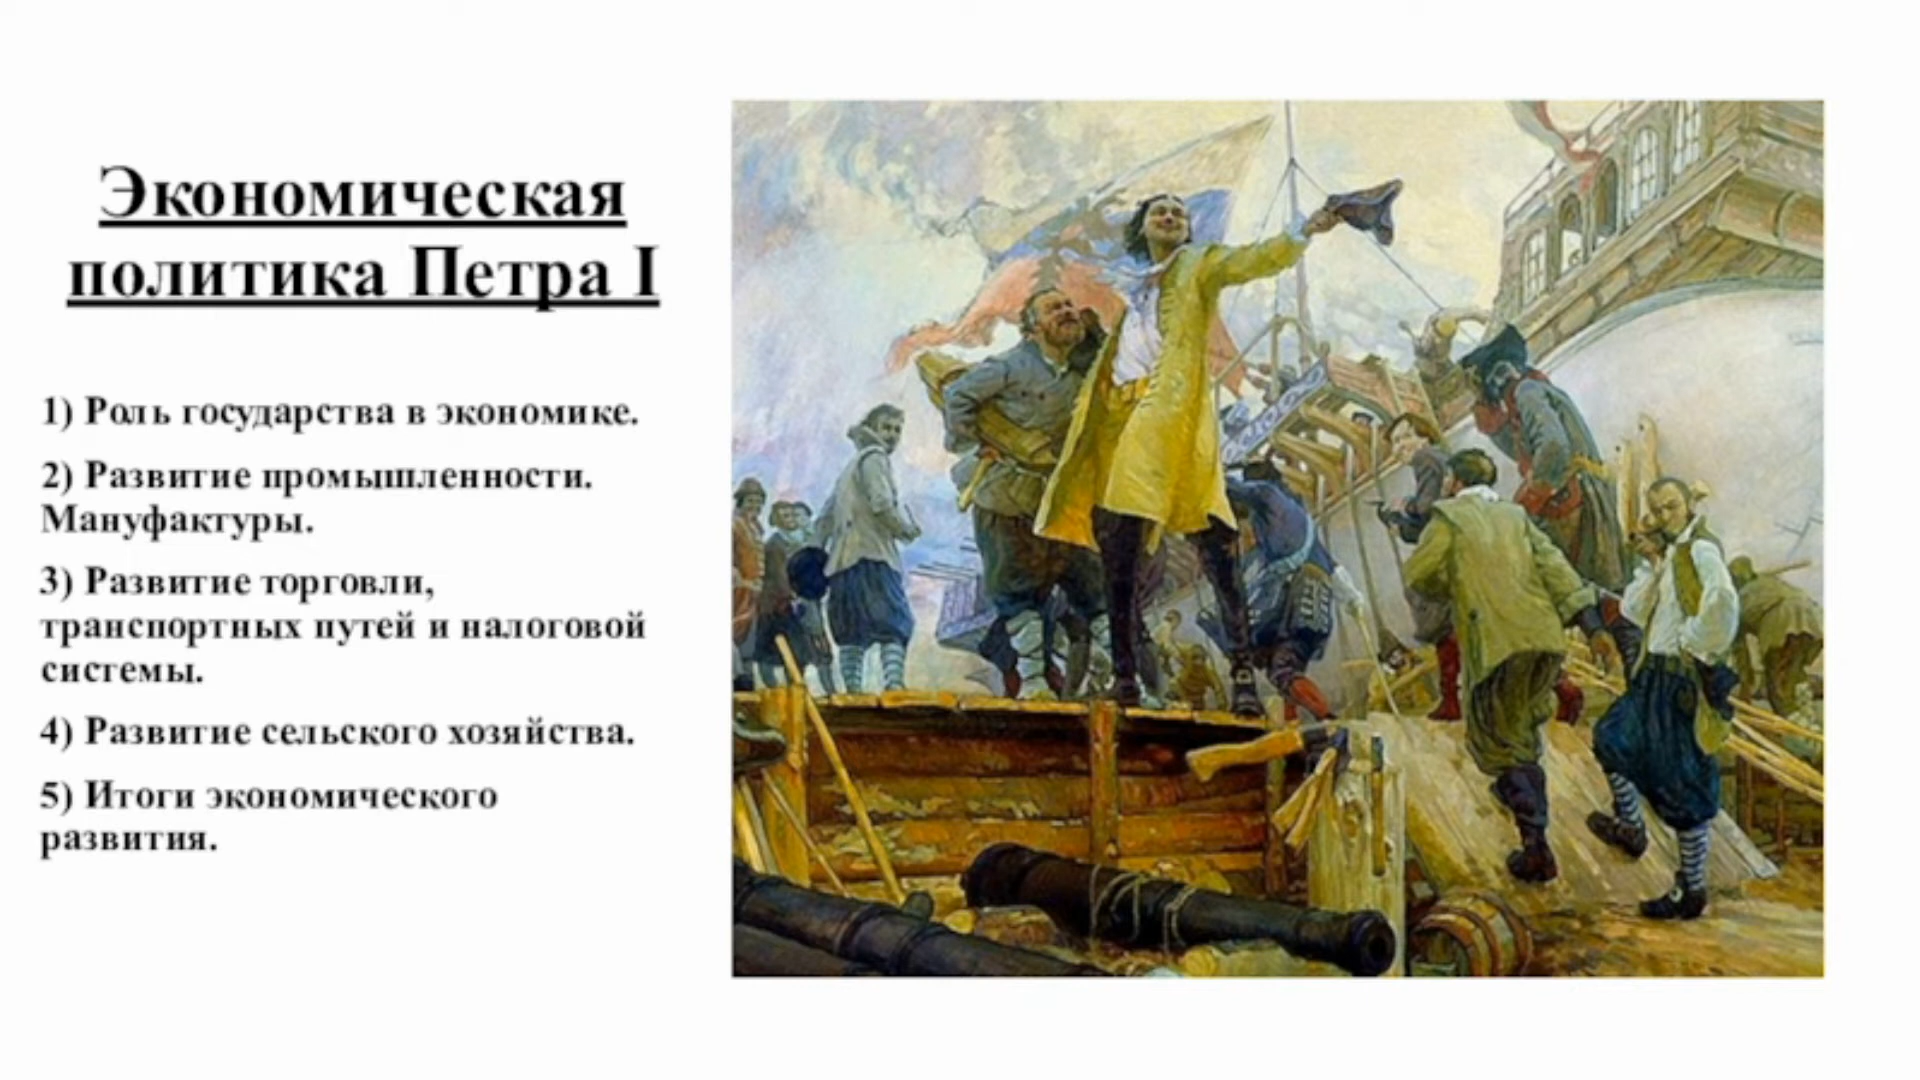 Экономическая
политика Петра I
1) Роль государства в экономике.
2) Развитие промышленности.
Мануфактуры.
3) Развитие торговли,
транспортных путей и налоговой
системы.
4) Развитие сельского хозяйства.
5) Итоги экономического
развития.